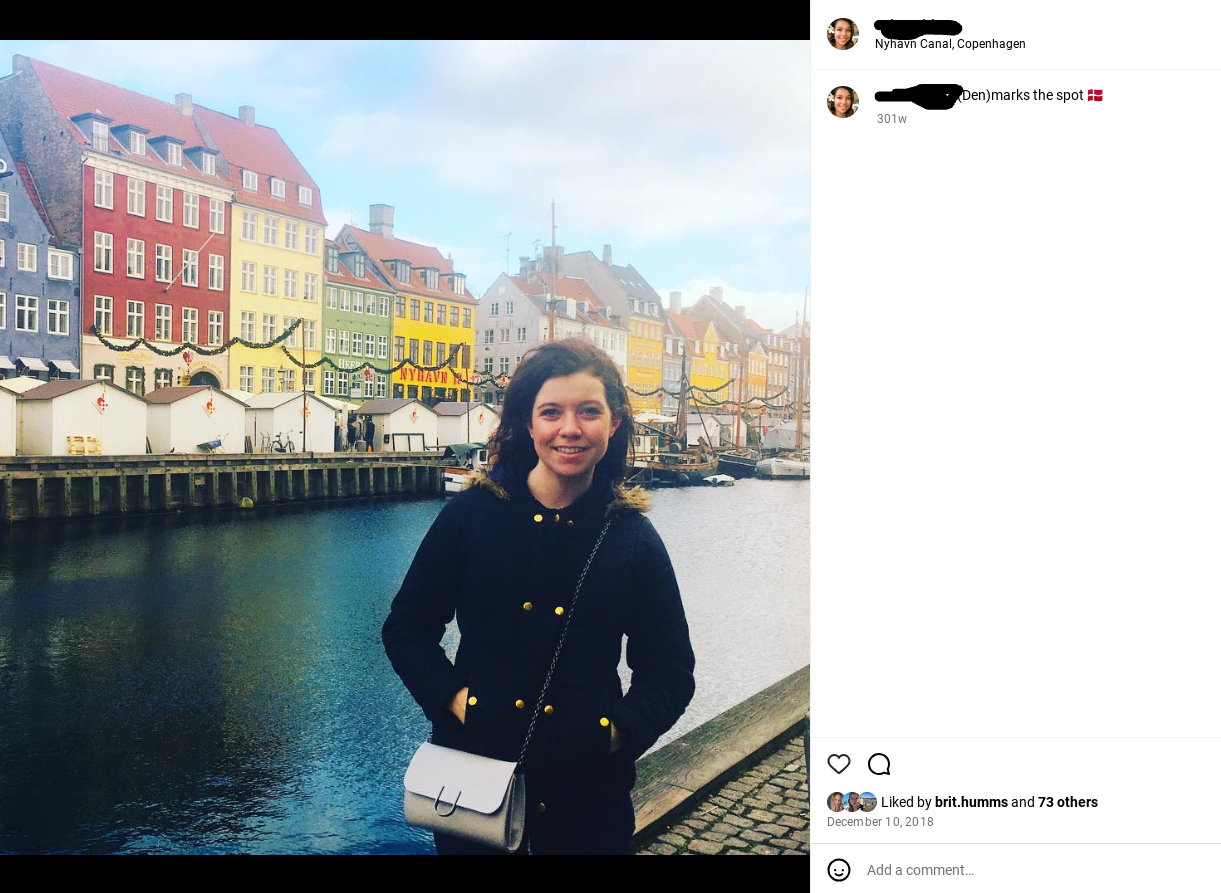 HEER
NYHAVN
Nyhavn Canal, Copenhagen
(Den)marks the spot 🇩🇰
301w
Liked by brit.humms and 73 others
December 10, 2018
Add a comment...